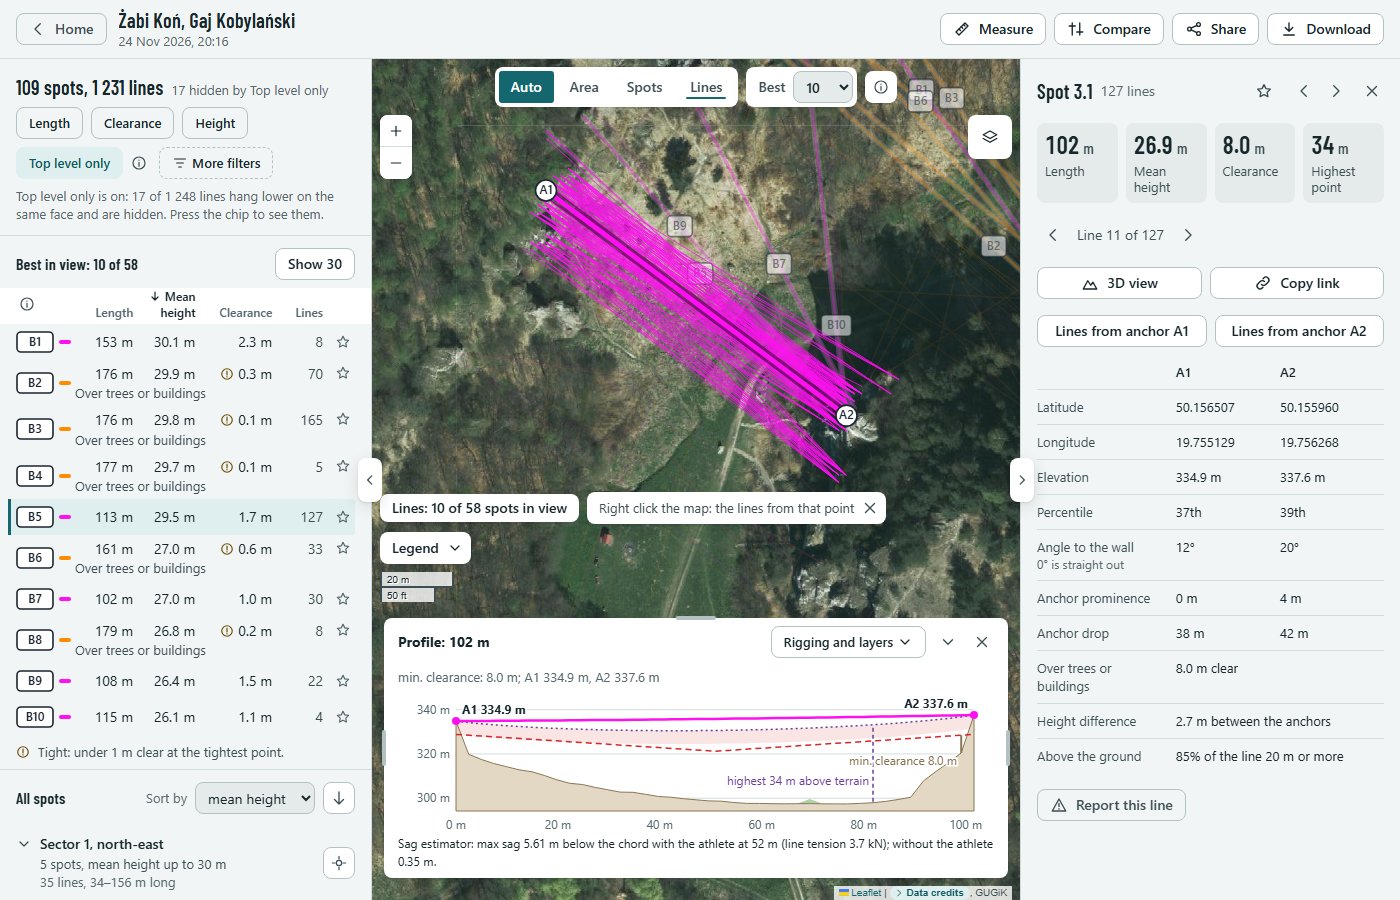 Home
Żabi Koń, Gaj Kobylański
24 Nov 2026, 20:16
Measure
Compare
Share
Download
109 spots, 1 231 lines
17 hidden by Top level only
Length
Clearance
Height
Top level only
More filters
Top level only is on: 17 of 1 248 lines hang lower on the
same face and are hidden. Press the chip to see them.
Best in view: 10 of 58
Show 30
Length
Mean height
Clearance
Lines
B1 153 m 30.1 m 2.3 m 8
B2 176 m 29.9 m 0.3 m 70
Over trees or buildings
B3 176 m 29.8 m 0.1 m 165
Over trees or buildings
B4 177 m 29.7 m 0.1 m 5
Over trees or buildings
B5 113 m 29.5 m 1.7 m 127
B6 161 m 27.0 m 0.6 m 33
Over trees or buildings
B7 102 m 27.0 m 1.0 m 30
B8 179 m 26.8 m 0.2 m 8
Over trees or buildings
B9 108 m 26.4 m 1.5 m 22
B10 115 m 26.1 m 1.1 m 4
Tight: under 1 m clear at the tightest point.
All spots
Sort by
mean height
Sector 1, north-east
5 spots, mean height up to 30 m
35 lines, 34–156 m long
Auto
Area
Spots
Lines
Best
10
+
−
B1
B6
B3
B2
A1
B9
B7
B10
A2
Lines: 10 of 58 spots in view
Right click the map: the lines from that point
Legend
20 m
50 ft
Profile: 102 m
Rigging and layers
min. clearance: 8.0 m; A1 334.9 m, A2 337.6 m
340 m
320 m
300 m
A1 334.9 m
A2 337.6 m
min. clearance 8.0 m
highest 34 m above terrain
0 m
20 m
40 m
60 m
80 m
100 m
Sag estimator: max sag 5.61 m below the chord with the athlete at 52 m (line tension 3.7 kN); without the athlete
0.35 m.
Leaflet | Data credits , GUGiK
Spot 3.1
127 lines
102 m
Length
26.9 m
Mean
height
8.0 m
Clearance
34 m
Highest
point
Line 11 of 127
3D view
Copy link
Lines from anchor A1
Lines from anchor A2
A1 A2
Latitude 50.156507 50.155960
Longitude 19.755129 19.756268
Elevation 334.9 m 337.6 m
Percentile 37th 39th
Angle to the wall 12° 20°
0° is straight out
Anchor prominence 0 m 4 m
Anchor drop 38 m 42 m
Over trees or
buildings
8.0 m clear
Height difference 2.7 m between the anchors
Above the ground 85% of the line 20 m or more
Report this line